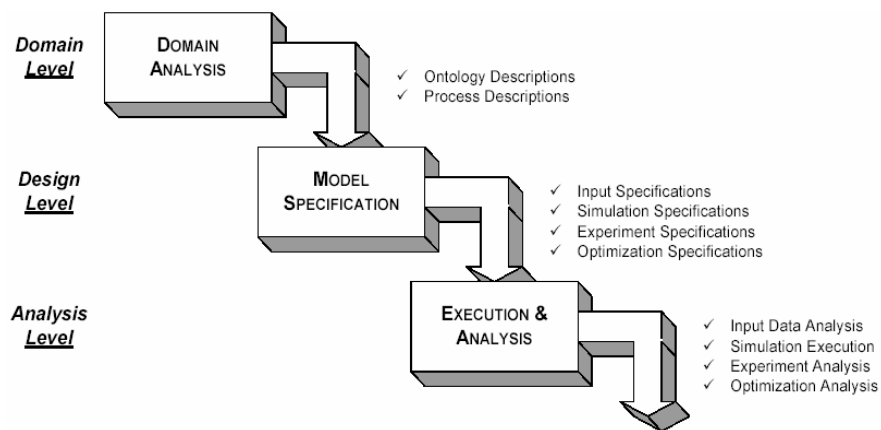 Domain
Level
DOMAIN
ANALYSIS
✓ Ontology Descriptions
✓ Process Descriptions
Design
Level
MODEL
SPECIFICATION
✓ Input Specifications
✓ Simulation Specifications
✓ Experiment Specifications
✓ Optimization Specifications
Analysis
Level
EXECUTION &
ANALYSIS
✓ Input Data Analysis
✓ Simulation Execution
✓ Experiment Analysis
✓ Optimization Analysis